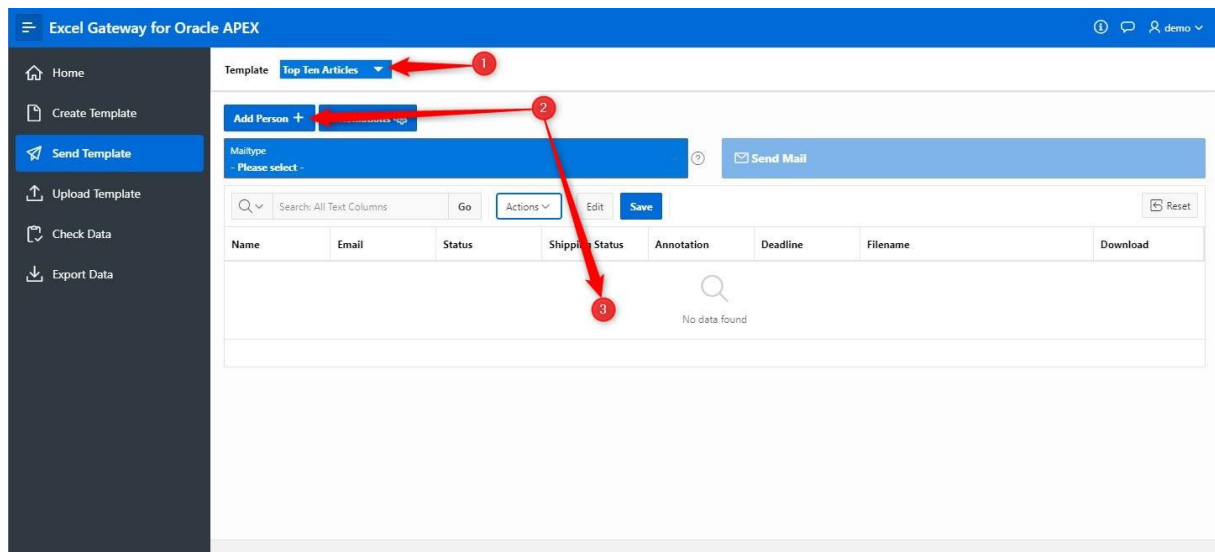 Excel Gateway for Oracle APEX
demo
Home
Create Template
Send Template
Upload Template
Check Data
Export Data
Template Top Ten Articles
1
2
Add Person +
Mailtype
- Please select -
?
Send Mail
Search: All Text Columns Go Actions Edit Save Reset
Name Email Status Shipping Status Annotation Deadline Filename Download
3
No data found